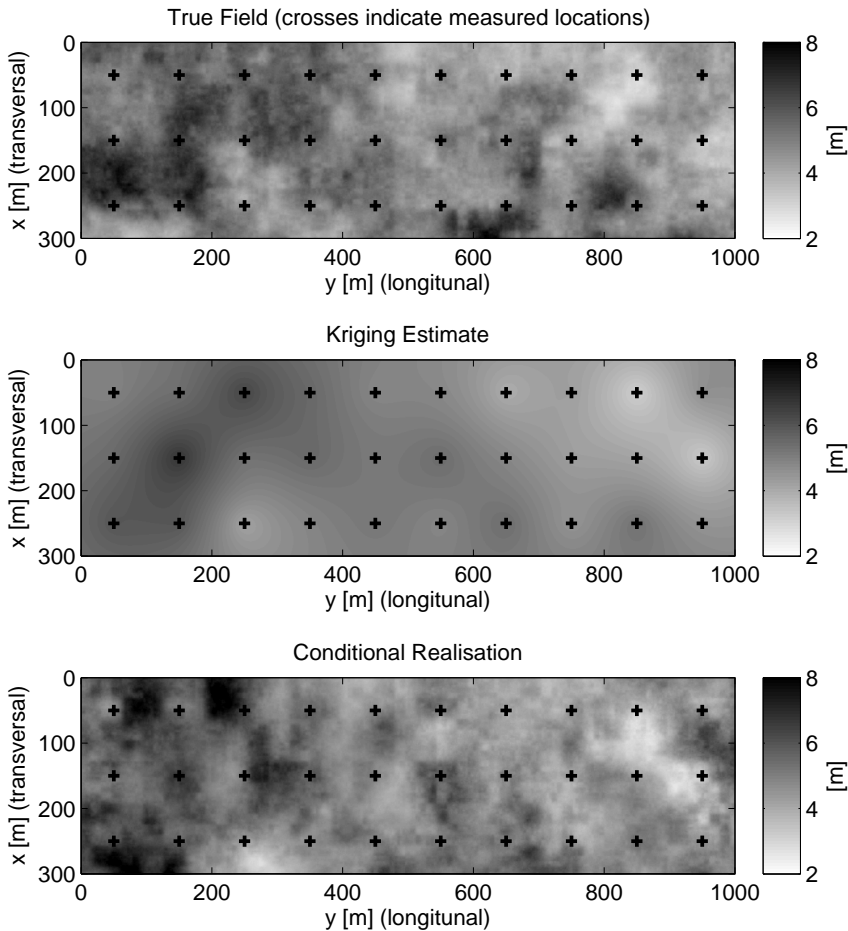 True Field (crosses indicate measured locations)
x [m] (transversal)
0
100
200
300
0 200 400 600 800 1000
y [m] (longitunal)
8
6
4
2
[m]
Kriging Estimate
x [m] (transversal)
0
100
200
300
0 200 400 600 800 1000
y [m] (longitunal)
8
6
4
2
[m]
Conditional Realisation
x [m] (transversal)
0
100
200
300
0 200 400 600 800 1000
y [m] (longitunal)
8
6
4
2
[m]